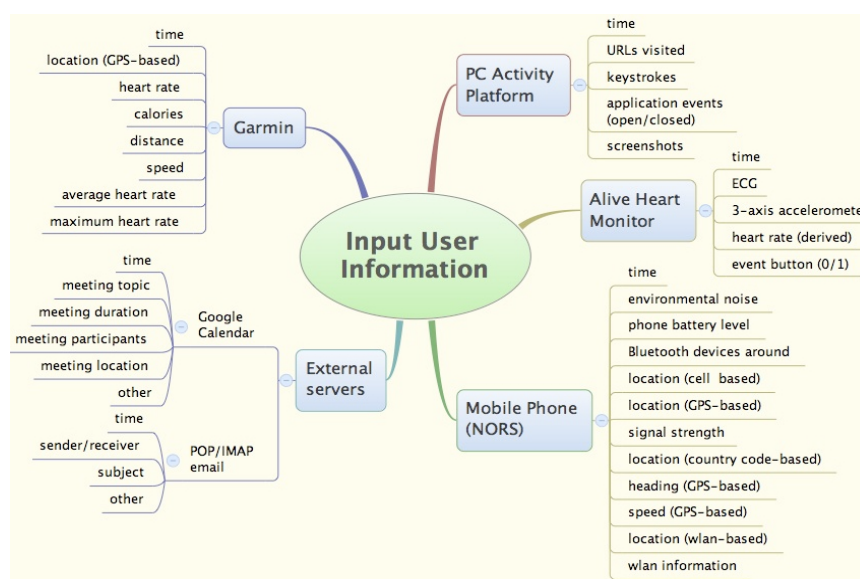 Input User
Information
Garmin
time
location (GPS-based)
heart rate
calories
distance
speed
average heart rate
maximum heart rate
PC Activity
Platform
time
URLs visited
keystrokes
application events
(open/closed)
screenshots
Alive Heart
Monitor
time
ECG
3-axis acceleromete
heart rate (derived)
event button (0/1)
Mobile Phone
(NORS)
time
environmental noise
phone battery level
Bluetooth devices around
location (cell based)
location (GPS-based)
signal strength
location (country code-based)
heading (GPS-based)
speed (GPS-based)
location (wlan-based)
wlan information
External
servers
Google
Calendar
time
meeting topic
meeting duration
meeting participants
meeting location
other
POP/IMAP
email
time
sender/receiver
subject
other